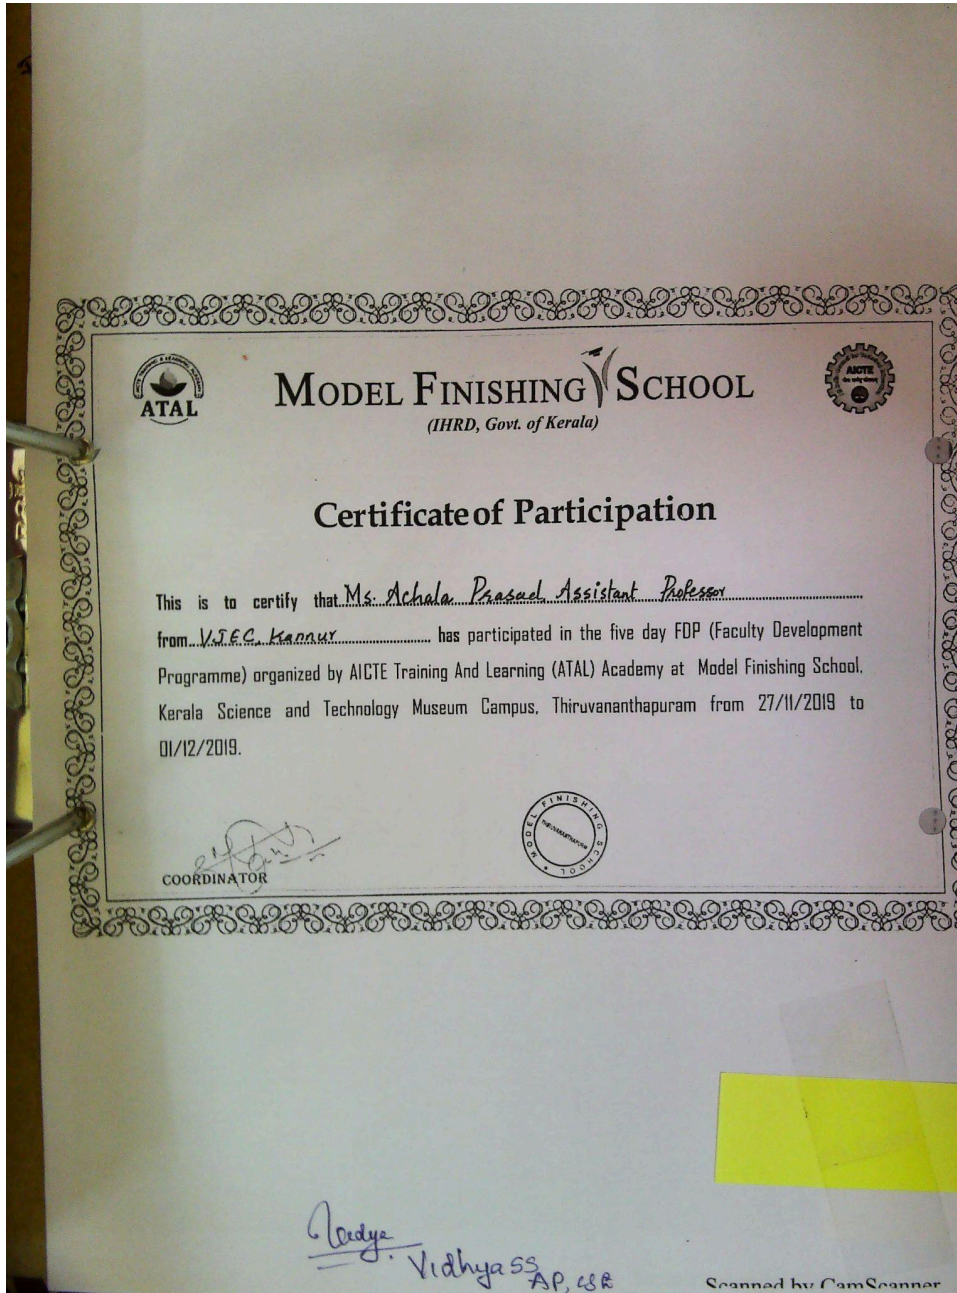 ATAL
MODEL FINISHING SCHOOL
(IHRD, Govt. of Kerala)
AICTE
Certificate of Participation
This is to certify that Ms. Achala Prasad, Assistant Professor
from V.J.E.C, Kannur has participated in the five day FDP (Faculty Development
Programme) organized by AICTE Training And Learning (ATAL) Academy at Model Finishing School,
Kerala Science and Technology Museum Campus, Thiruvananthapuram from 27/11/2019 to
01/12/2019.
MODEL FINISHING SCHOOL
THIRUVANANTHAPURAM
COORDINATOR
Vidhya SS
AP, CSE
Scanned by CamScanner